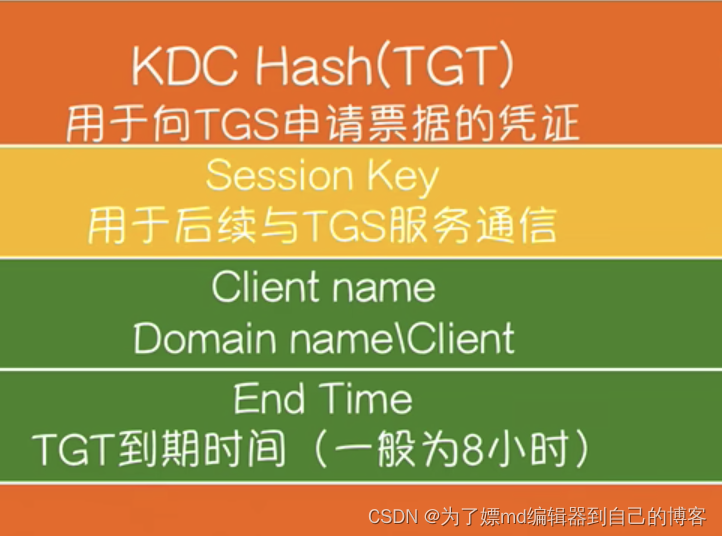 KDC Hash(TGT)
用于向TGS申请票据的凭证
Session Key
用于后续与TGS服务通信
Client name
Domain name\Client
End Time
TGT到期时间（一般为8小时）
CSDN @为了嫖md编辑器到自己的博客